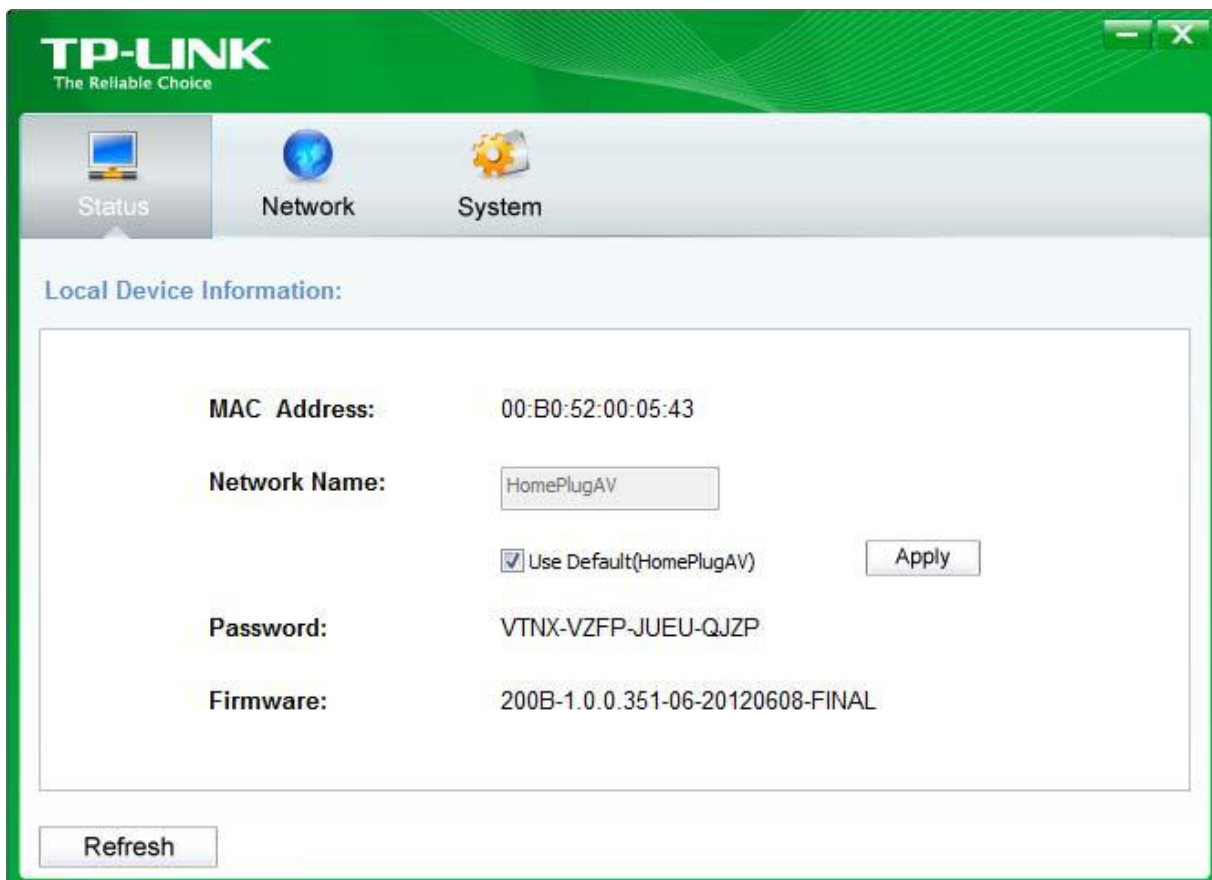 TP-LINK
The Reliable Choice
Status Network System
Local Device Information:
MAC Address: 00:B0:52:00:05:43
Network Name: HomePlugAV
Use Default(HomePlugAV) Apply
Password: VTNX-VZFP-JUEU-QJZP
Firmware: 200B-1.0.0.351-06-20120608-FINAL
Refresh